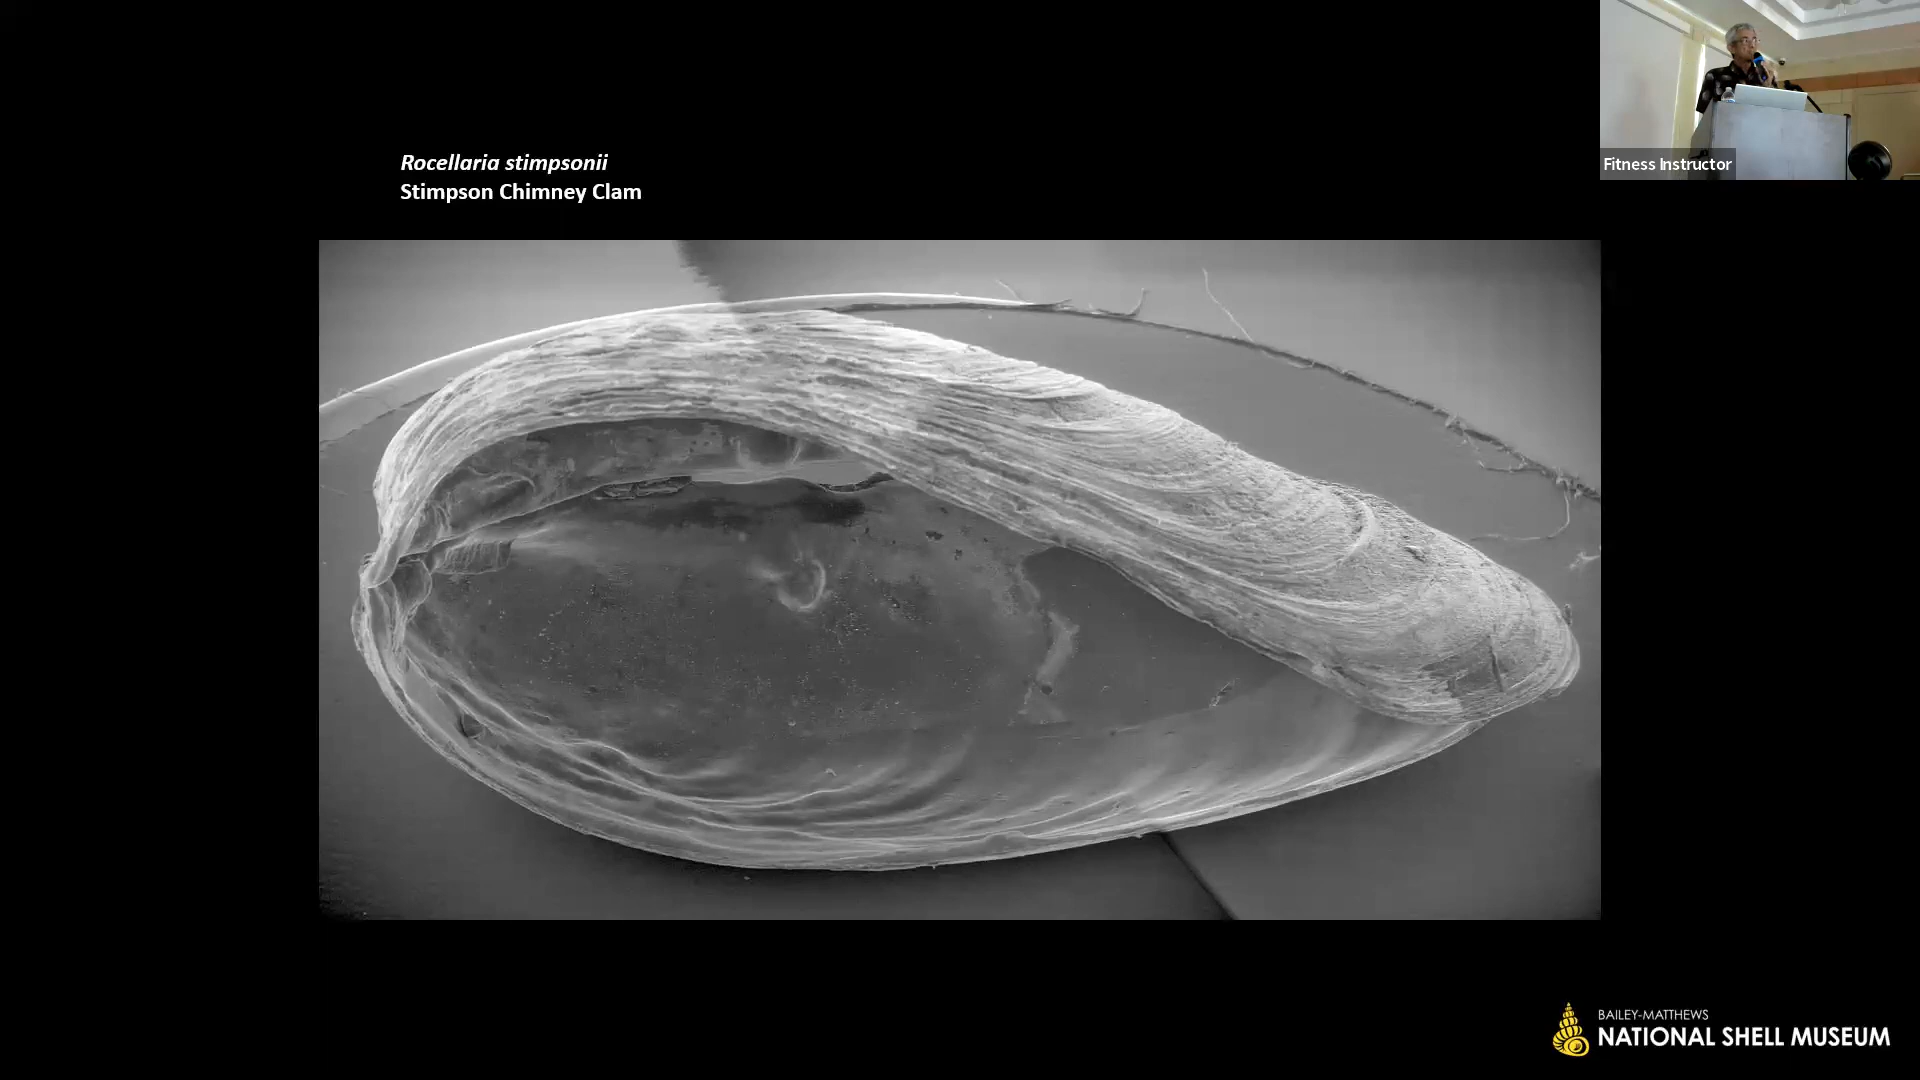 Rocellaria stimpsonii
Stimpson Chimney Clam
Fitness Instructor
BAILEY-MATTHEWS
NATIONAL SHELL MUSEUM